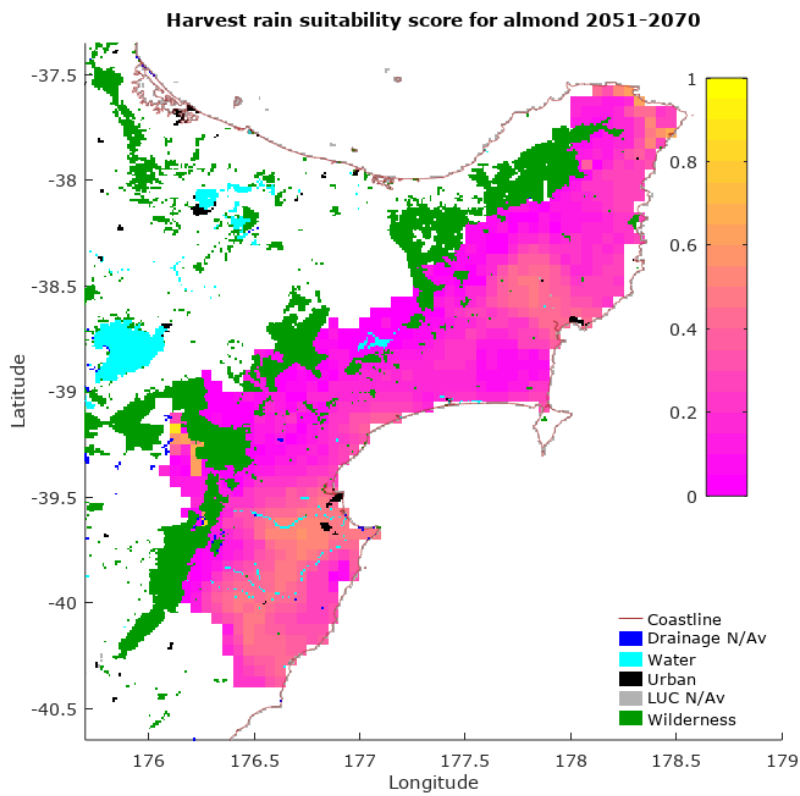 Harvest rain suitability score for almond 2051-2070
-37.5
-38
-38.5
-39
-39.5
-40
-40.5
Latitude
176
176.5
177
177.5
178
178.5
179
Longitude
1
0.8
0.6
0.4
0.2
0
Coastline
Drainage N/Av
Water
Urban
LUC N/Av
Wilderness